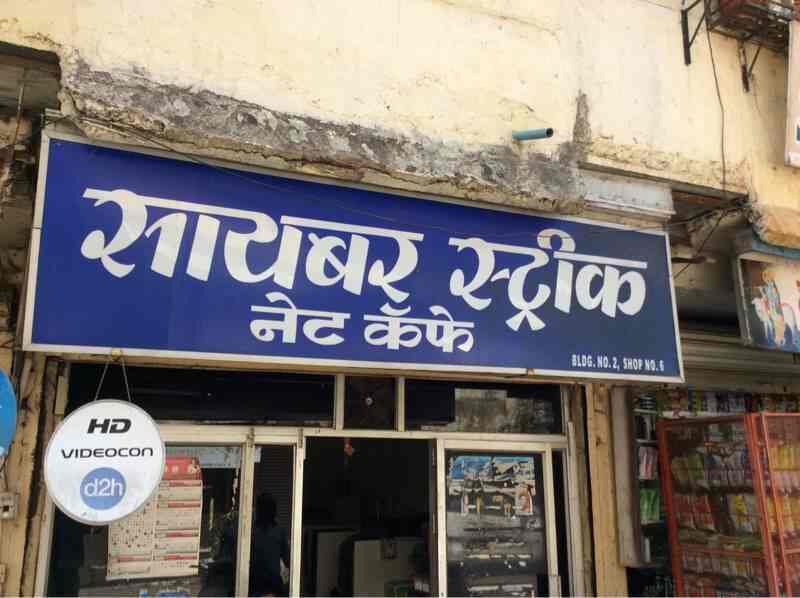 सायबर स्ट्रीक
नेट कॅफे
BLDG. NO. 2, SHOP NO. 6
HD
VIDEOCON
d2h